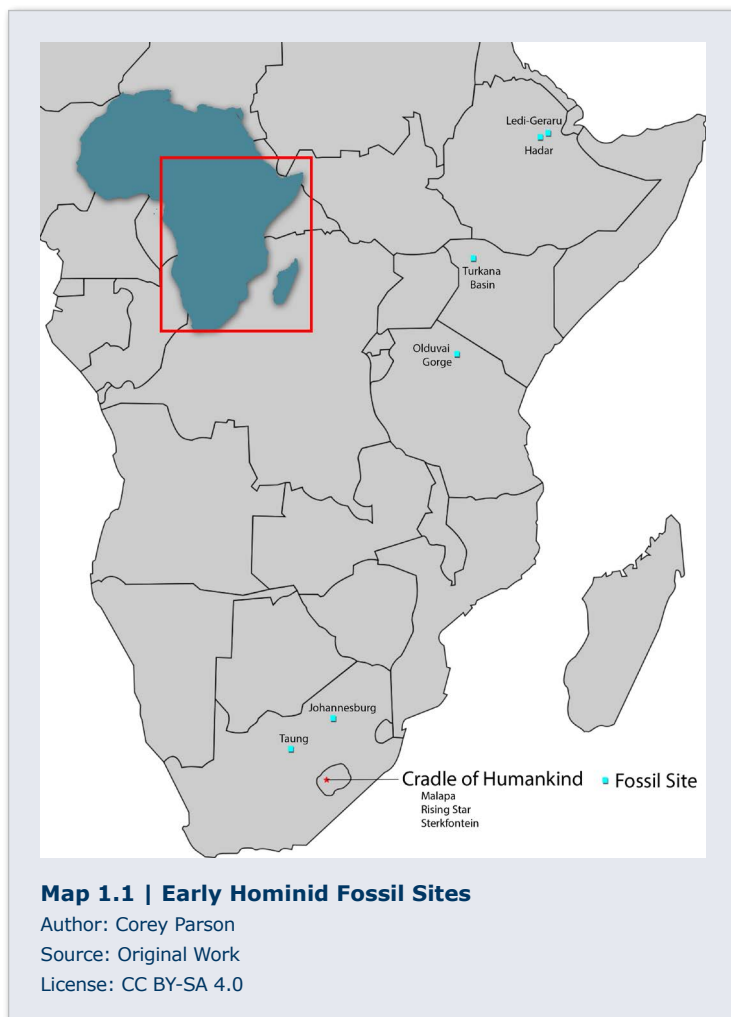 Ledi-Geraru
Hadar
Turkana
Basin
Olduvai
Gorge
Johannesburg
Taung
Cradle of Humankind
Malapa
Rising Star
Sterkfontein
Fossil Site
Map 1.1 | Early Hominid Fossil Sites
Author: Corey Parson
Source: Original Work
License: CC BY-SA 4.0